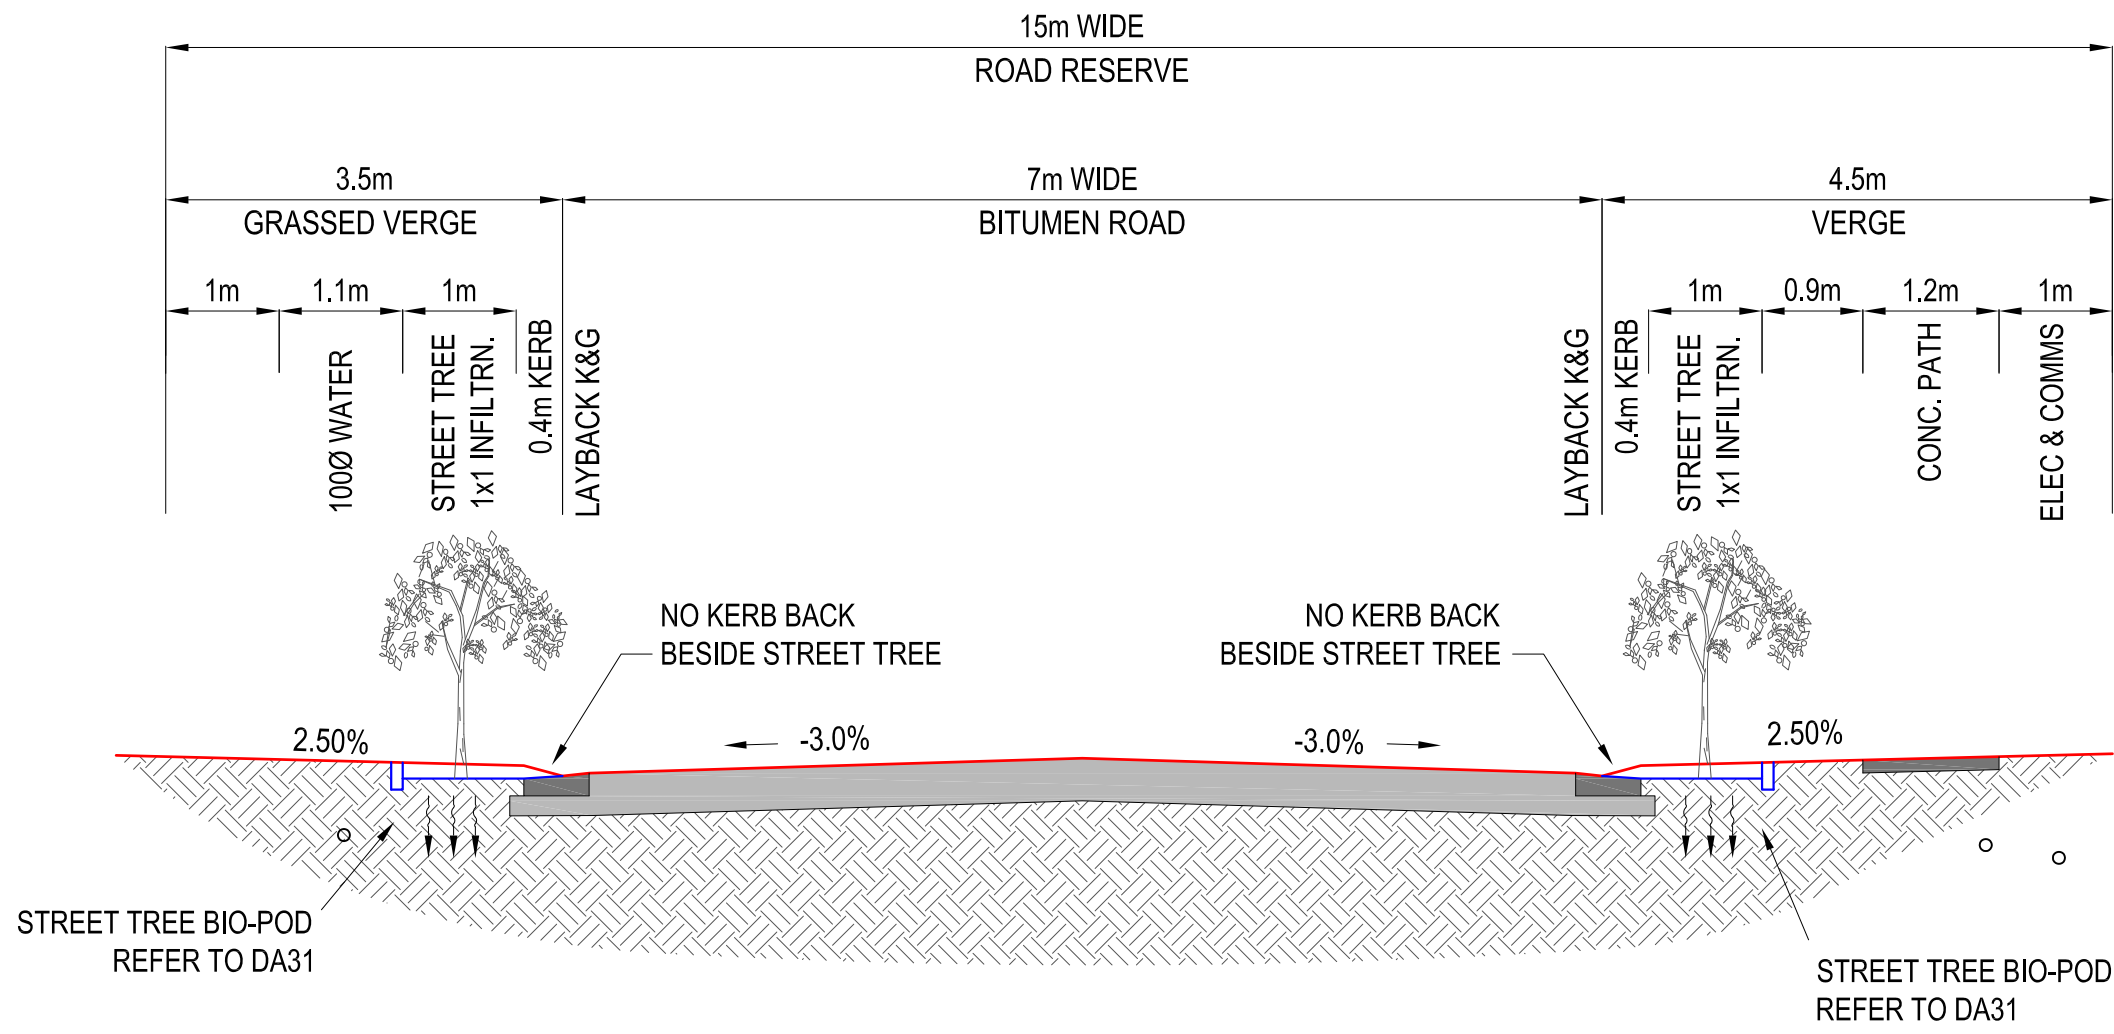 15m WIDE
ROAD RESERVE
3.5m
GRASSED VERGE
7m WIDE
BITUMEN ROAD
4.5m
VERGE
1m
1.1m
1m
1m
0.9m
1.2m
1m
100Ø WATER
STREET TREE
1x1 INFILTRN.
0.4m KERB
LAYBACK K&G
LAYBACK K&G
0.4m KERB
STREET TREE
1x1 INFILTRN.
CONC. PATH
ELEC & COMMS
NO KERB BACK
BESIDE STREET TREE
NO KERB BACK
BESIDE STREET TREE
2.50%
-3.0%
-3.0%
2.50%
STREET TREE BIO-POD
REFER TO DA31
STREET TREE BIO-POD
REFER TO DA31